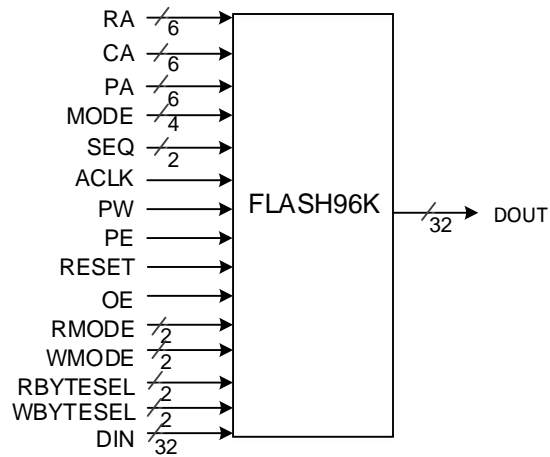 RA
6
CA
6
PA
6
MODE
4
SEQ
2
ACLK
PW
PE
RESET
OE
RMODE
2
WMODE
2
RBYTESEL
2
WBYTESEL
2
DIN
32
FLASH96K
32
DOUT